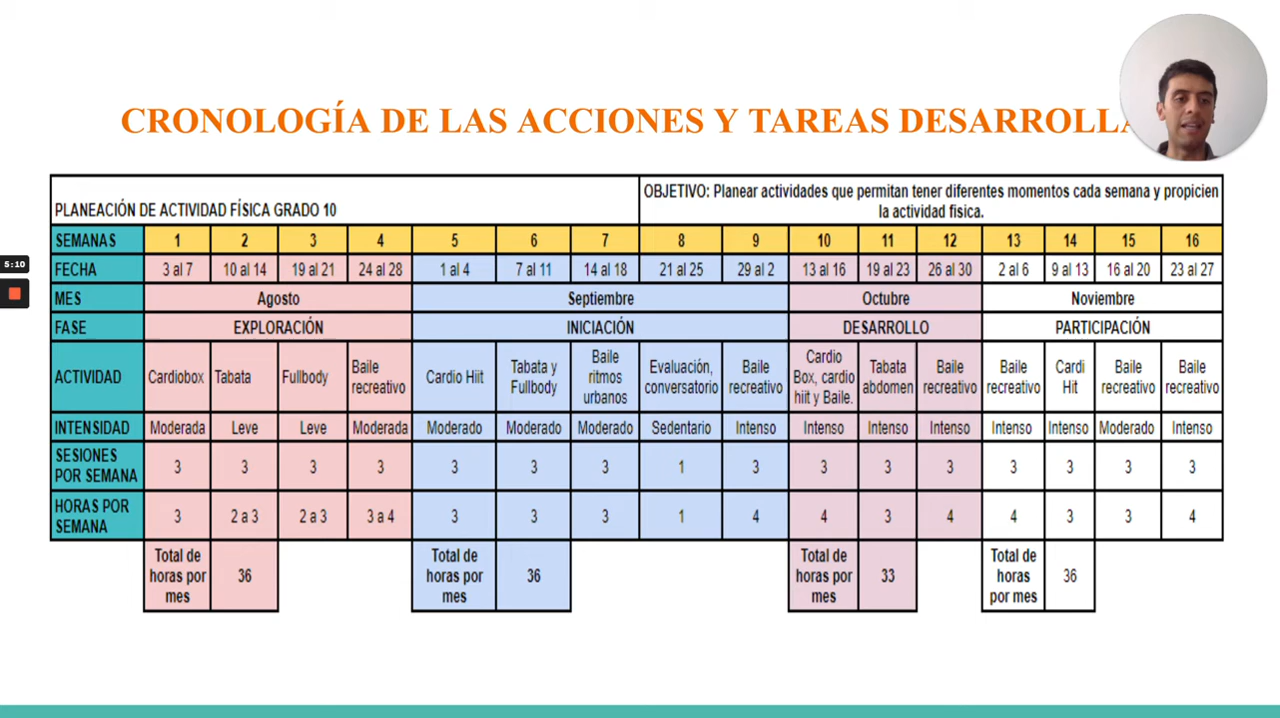 CRONOLOGÍA DE LAS ACCIONES Y TAREAS
PLANEACIÓN DE ACTIVIDAD FÍSICA GRADO 10
OBJETIVO: Planear actividades que permitan tener diferentes momentos cada semana y propicien
la actividad física.
SEMANAS 1 2 3 4 5 6 7 8 9 10 11 12 13 14 15 16
5:10
FECHA 3 al 7 10 al 14 19 al 21 24 al 28 1 al 4 7 al 11 14 al 18 21 al 25 29 al 2 13 al 16 19 al 23 26 al 30 2 al 6 9 al 13 16 al 20 23 al 27
MES Agosto Septiembre Octubre Noviembre
FASE EXPLORACIÓN INICIACIÓN DESARROLLO PARTICIPACIÓN
ACTIVIDAD
Cardiobox
Tabata
Fullbody
Baile
recreativo
Cardio Hiit
Tabata y
Fullbody
Baile
ritmos
urbanos
Evaluación,
conversatorio
Baile
recreativo
Cardio
Box, cardio
hiit y Baile.
Tabata
abdomen
Baile
recreativo
Baile
recreativo
Cardi
Hit
Baile
recreativo
Baile
recreativo
INTENSIDAD Moderada Leve Leve Moderada Moderado Moderado Moderado Sedentario Intenso Intenso Intenso Intenso Intenso Intenso Moderado Intenso
SESIONES
POR SEMANA
3 3 3 3 3 3 3 1 3 3 3 3 3 3 3 3
HORAS POR
SEMANA
3 2 a 3 2 a 3 3 a 4 3 3 3 1 4 4 3 4 4 3 3 4
Total de
horas por
mes
36
Total de
horas por
mes
36
Total de
horas por
mes
33
Total de
horas
por mes
36